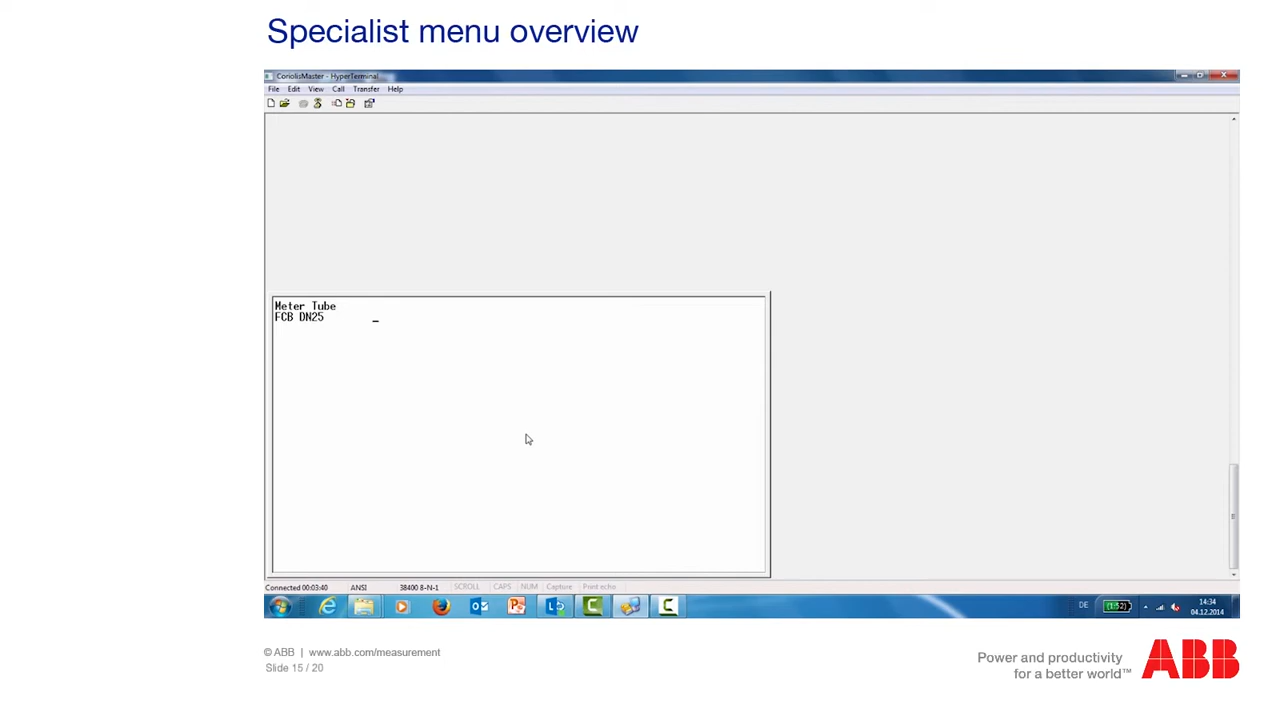 Specialist menu overview
CoriolisMaster - HyperTerminal
File Edit View Call Transfer Help
Meter Tube
FCB DN25 _
Connected 00:03:40 ANSI 38400 8-N-1 SCROLL CAPS NUM Capture Print echo
DE (1:52) 14:34
04.12.2014
© ABB | www.abb.com/measurement
Slide 15 / 20
Power and productivity
for a better world™
ABB